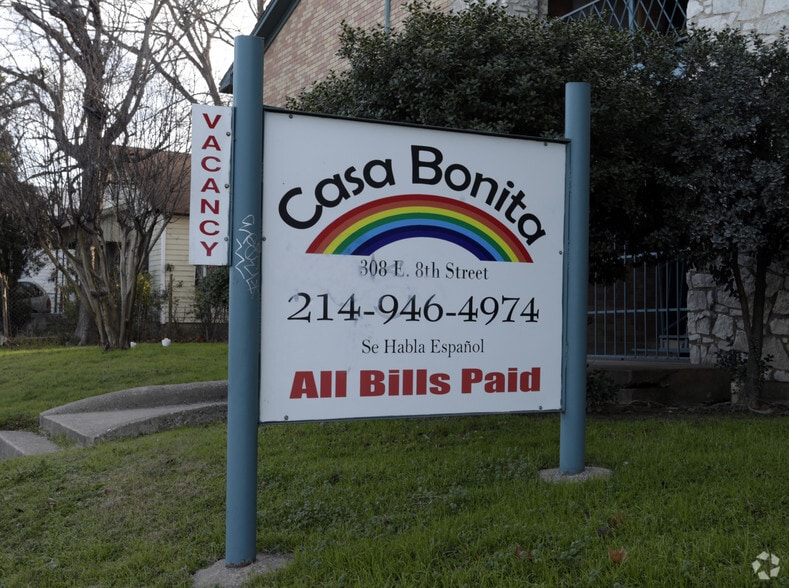 VACANCY
Casa Bonita
308 E. 8th Street
214-946-4974
Se Habla Español
All Bills Paid